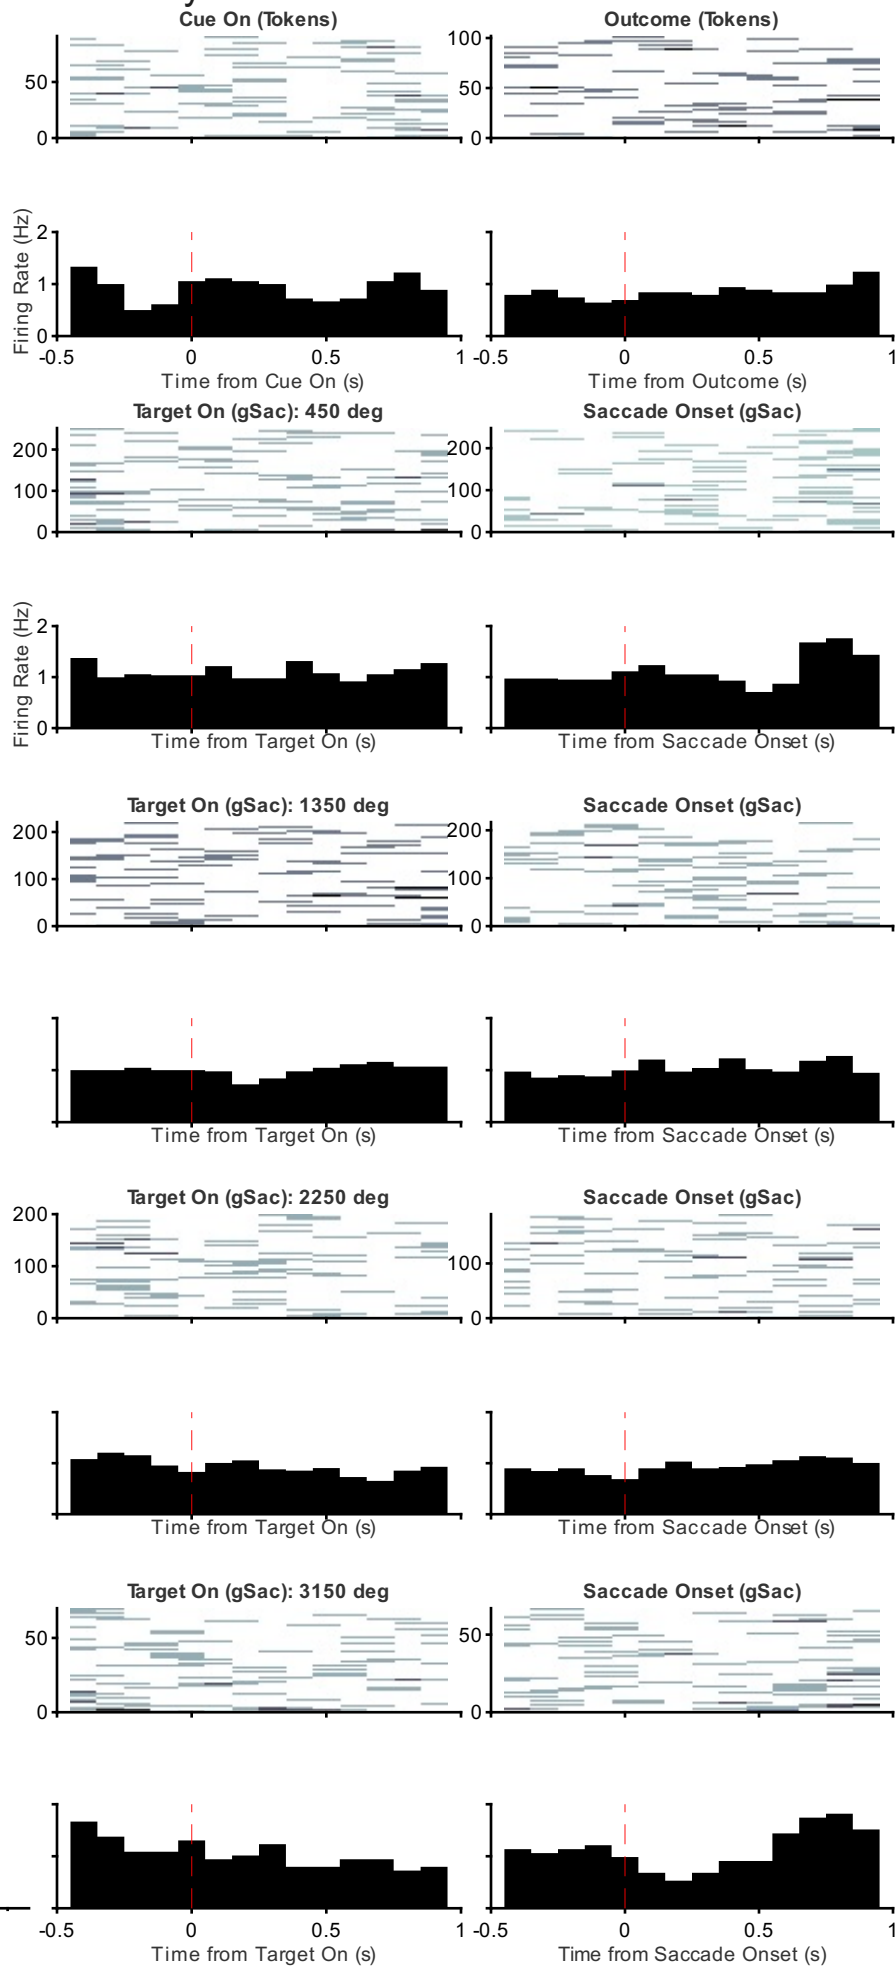 y
Cue On (Tokens)
Outcome (Tokens)
50
0
100
50
0
Firing Rate (Hz)
2
1
0
-0.5 0 0.5 1
-0.5 0 0.5 1
Time from Cue On (s)
Time from Outcome (s)
Target On (gSac): 450 deg
Saccade Onset (gSac)
200
100
0
200
100
0
Firing Rate (Hz)
2
1
0
Time from Target On (s)
Time from Saccade Onset (s)
Target On (gSac): 1350 deg
Saccade Onset (gSac)
200
100
0
200
100
0
Time from Target On (s)
Time from Saccade Onset (s)
Target On (gSac): 2250 deg
Saccade Onset (gSac)
200
100
0
100
0
Time from Target On (s)
Time from Saccade Onset (s)
Target On (gSac): 3150 deg
Saccade Onset (gSac)
50
0
50
0
-0.5 0 0.5 1
-0.5 0 0.5 1
Time from Target On (s)
Time from Saccade Onset (s)